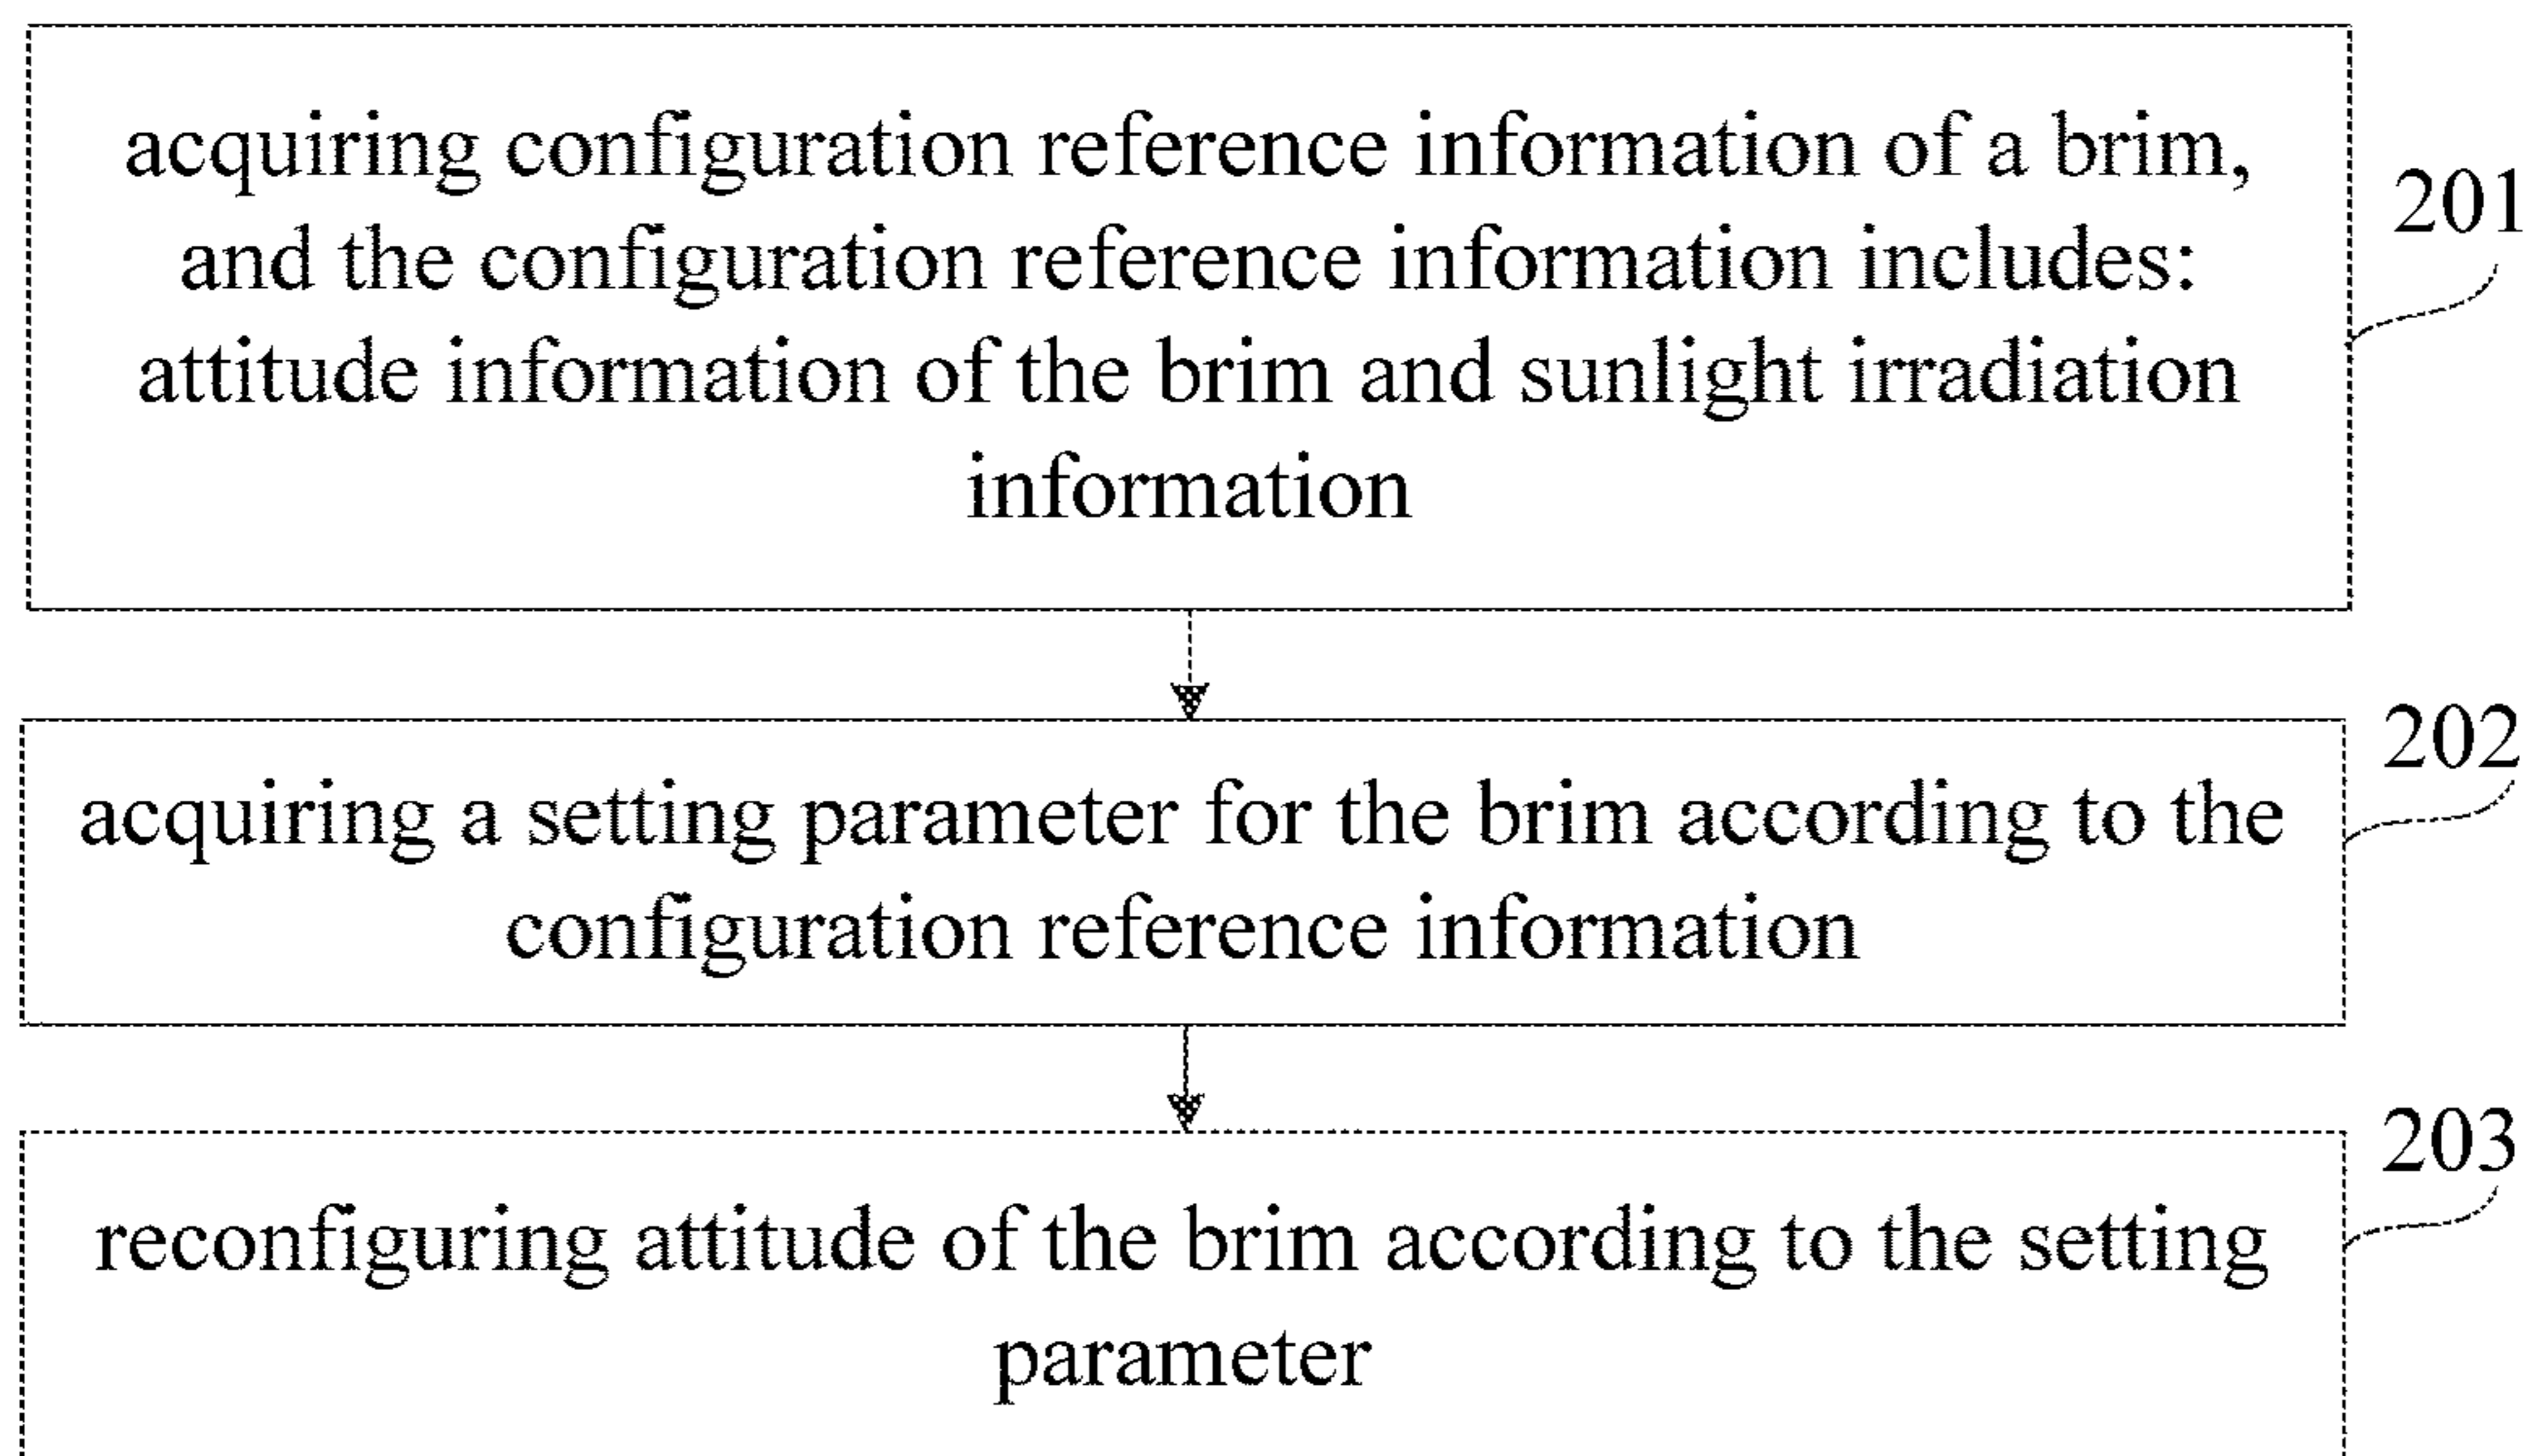 acquiring configuration reference information of a brim,
and the configuration reference information includes:
attitude information of the brim and sunlight irradiation
information
201
acquiring a setting parameter for the brim according to the
configuration reference information
202
reconfiguring attitude of the brim according to the setting
parameter
203